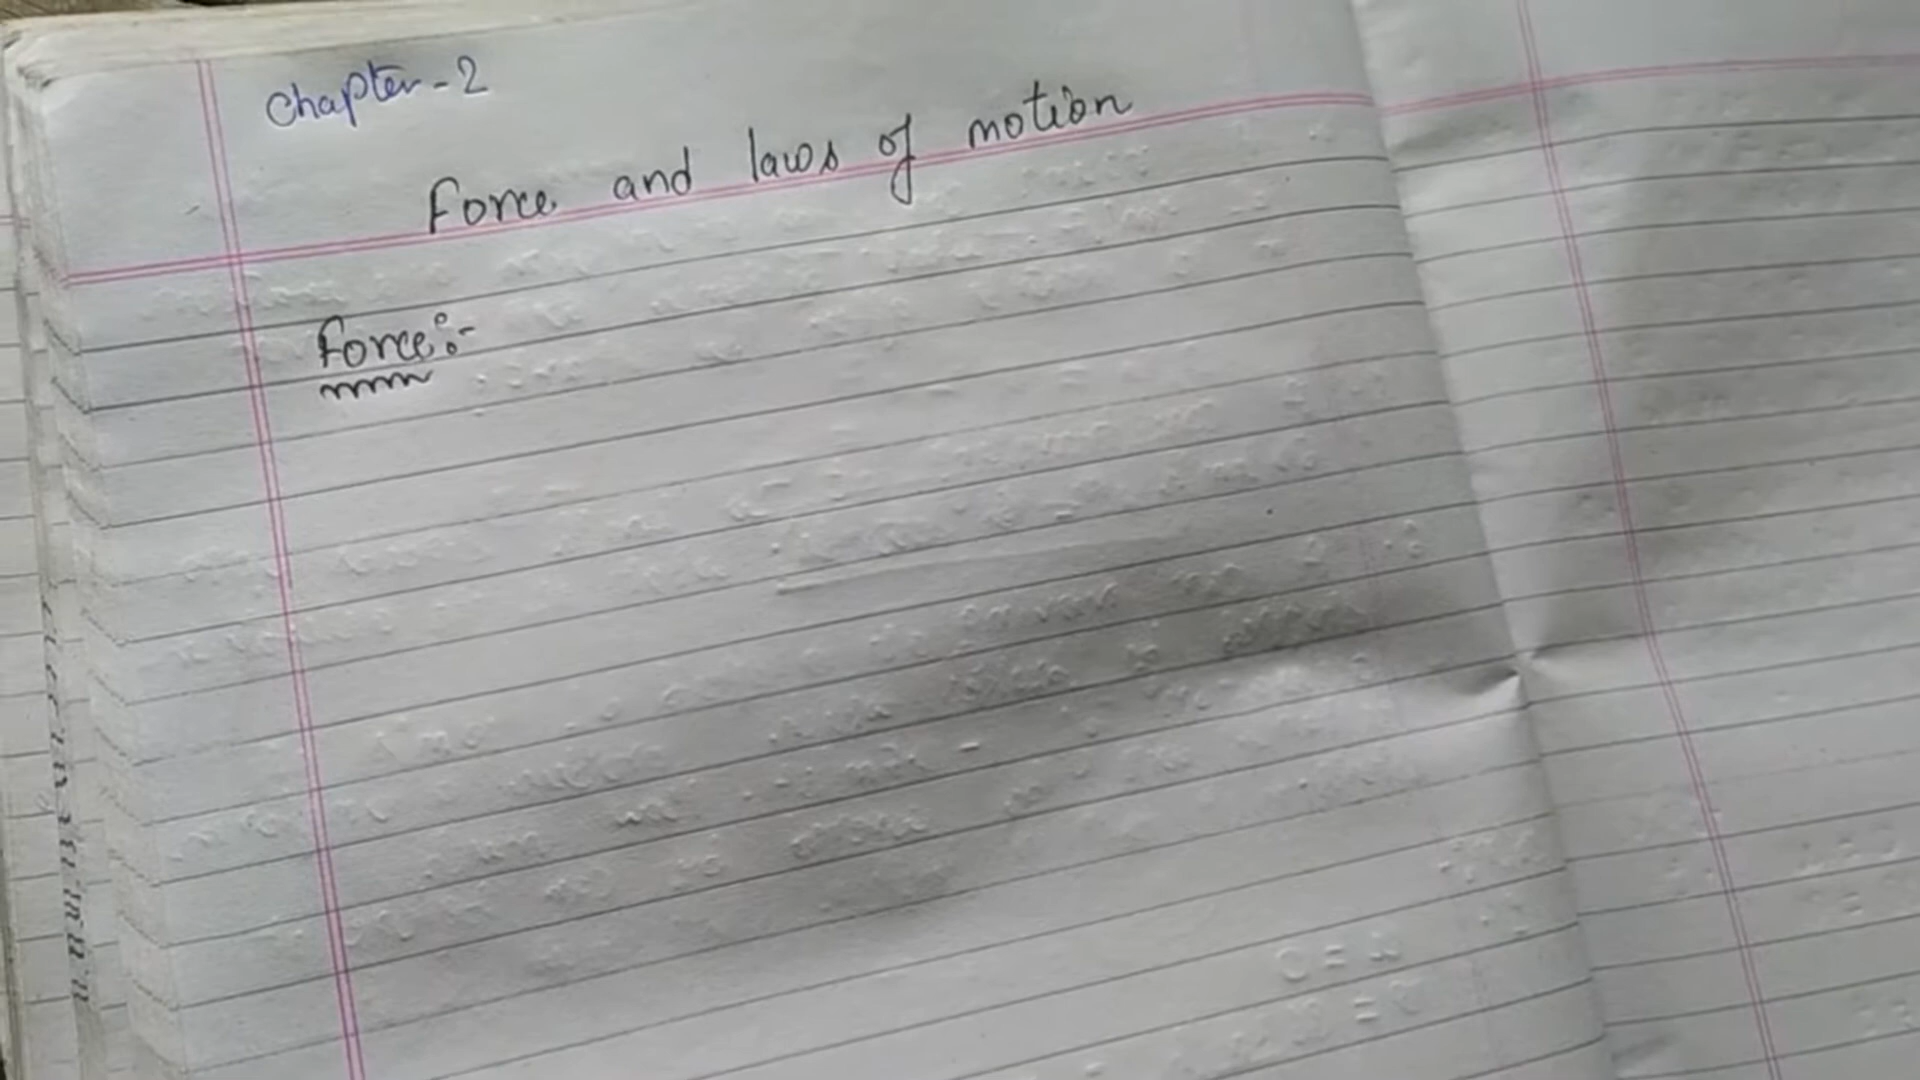 Chapter-2
Force and laws of motion
Force:-